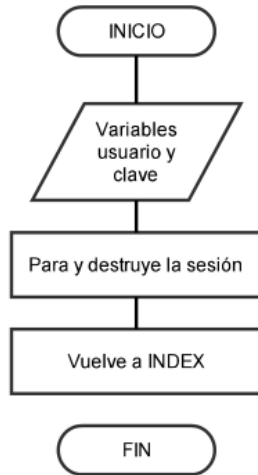 INICIO
Variables
usuario y
clave
Para y destruye la sesión
Vuelve a INDEX
FIN